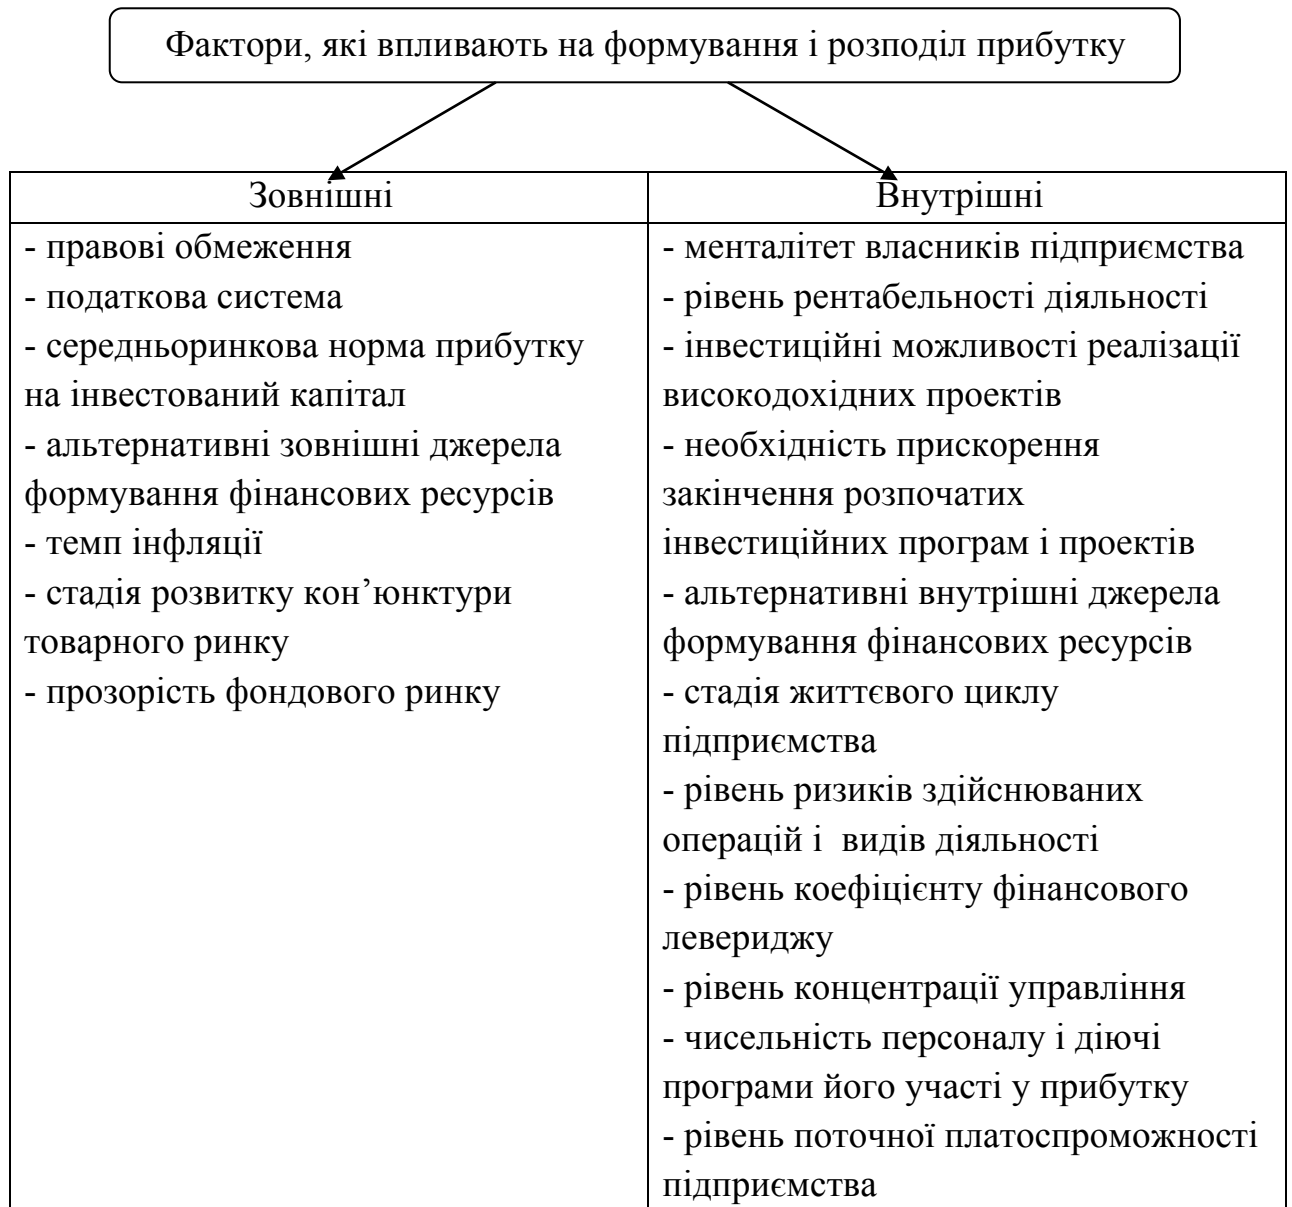 Фактори, які впливають на формування і розподіл прибутку
Зовнішні
- правові обмеження
- податкова система
- середньоринкова норма прибутку
на інвестований капітал
- альтернативні зовнішні джерела
формування фінансових ресурсів
- темп інфляції
- стадія розвитку кон’юнктури
товарного ринку
- прозорість фондового ринку
Внутрішні
- менталітет власників підприємства
- рівень рентабельності діяльності
- інвестиційні можливості реалізації
високодохідних проектів
- необхідність прискорення
закінчення розпочатих
інвестиційних програм і проектів
- альтернативні внутрішні джерела
формування фінансових ресурсів
- стадія життєвого циклу
підприємства
- рівень ризиків здійснюваних
операцій і  видів діяльності
- рівень коефіцієнту фінансового
левериджу
- рівень концентрації управління
- чисельність персоналу і діючі
програми його участі у прибутку
- рівень поточної платоспроможності
підприємства